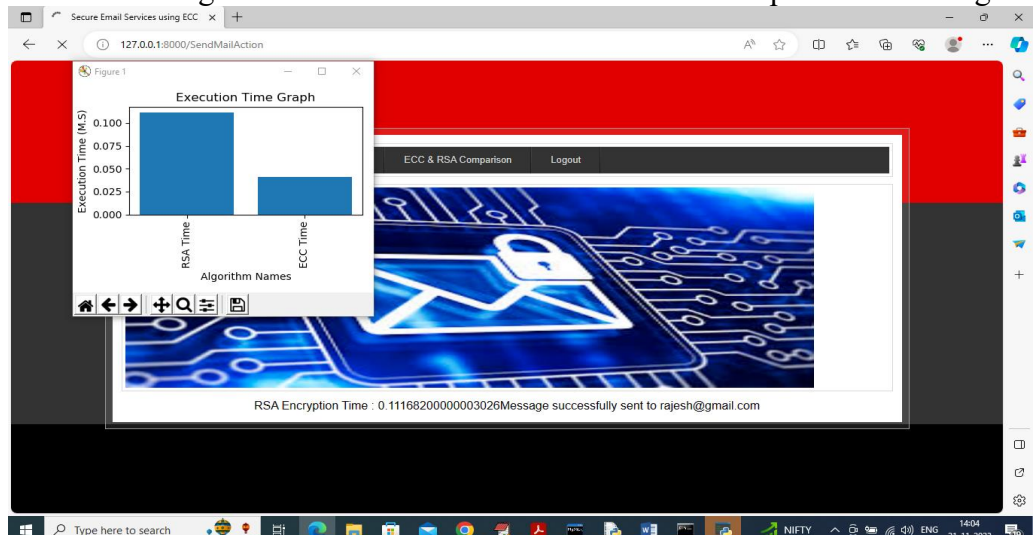 Secure Email Services using ECC
127.0.0.1:8000/SendMailAction
Figure 1
Execution Time Graph
Execution Time (M.S)
0.100
0.075
0.050
0.025
0.000
RSA Time
ECC Time
Algorithm Names
ECC & RSA Comparison
Logout
RSA Encryption Time : 0.11168200000003026Message successfully sent to rajesh@gmail.com
Type here to search
NIFTY
ENG
14:04